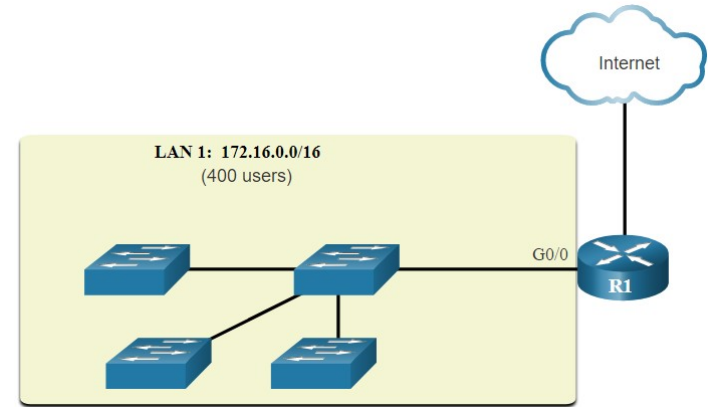 Internet
LAN 1: 172.16.0.0/16
(400 users)
G0/0
R1